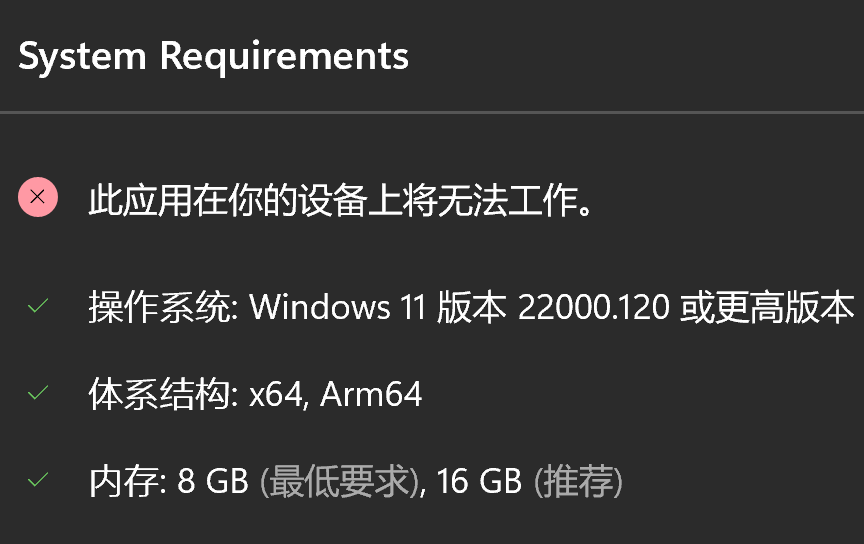 System Requirements
此应用在你的设备上将无法工作。
操作系统: Windows 11 版本 22000.120 或更高版本
体系结构: x64, Arm64
内存: 8 GB (最低要求), 16 GB (推荐)